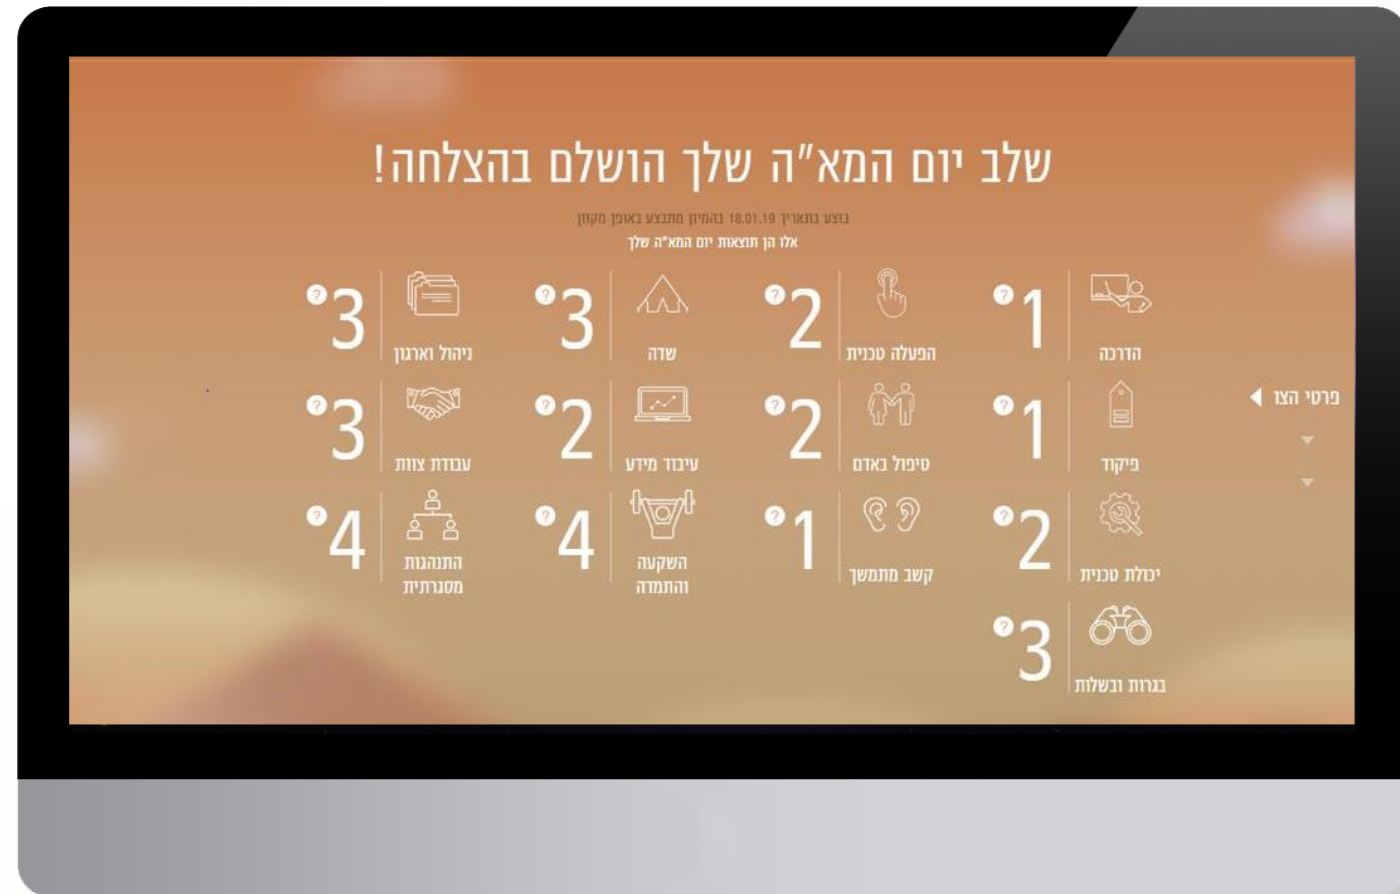 שלב יום המא"ה שלך הושלם בהצלחה!
בוצע בתאריך 18.01.19 בהמיון מתבצע באופן מקוון
אלו הן תוצאות יום המא"ה שלך
פרטי הצו
1 ?
הדרכה
2 ?
הפעלה טכנית
3 ?
שדה
3 ?
ניהול וארגון
1 ?
פיקוד
2 ?
טיפול באדם
2 ?
עיבוד מידע
3 ?
עבודת צוות
2 ?
יכולת טכנית
1 ?
קשב מתמשך
4 ?
השקעה
והתמדה
4 ?
התנהגות
מסגרתית
3 ?
בגרות ובשלות